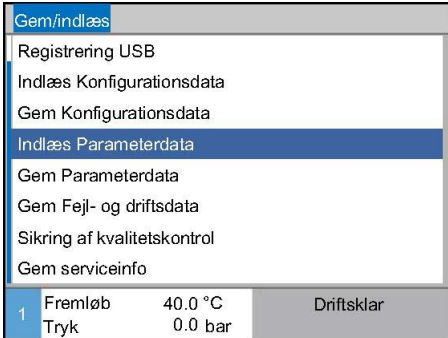 Gem/indlæs
Registrering USB
Indlæs Konfigurationsdata
Gem Konfigurationsdata
Indlæs Parameterdata
Gem Parameterdata
Gem Fejl- og driftsdata
Sikring af kvalitetskontrol
Gem serviceinfo
1 Fremløb 40.0 °C Driftsklar
Tryk 0.0 bar